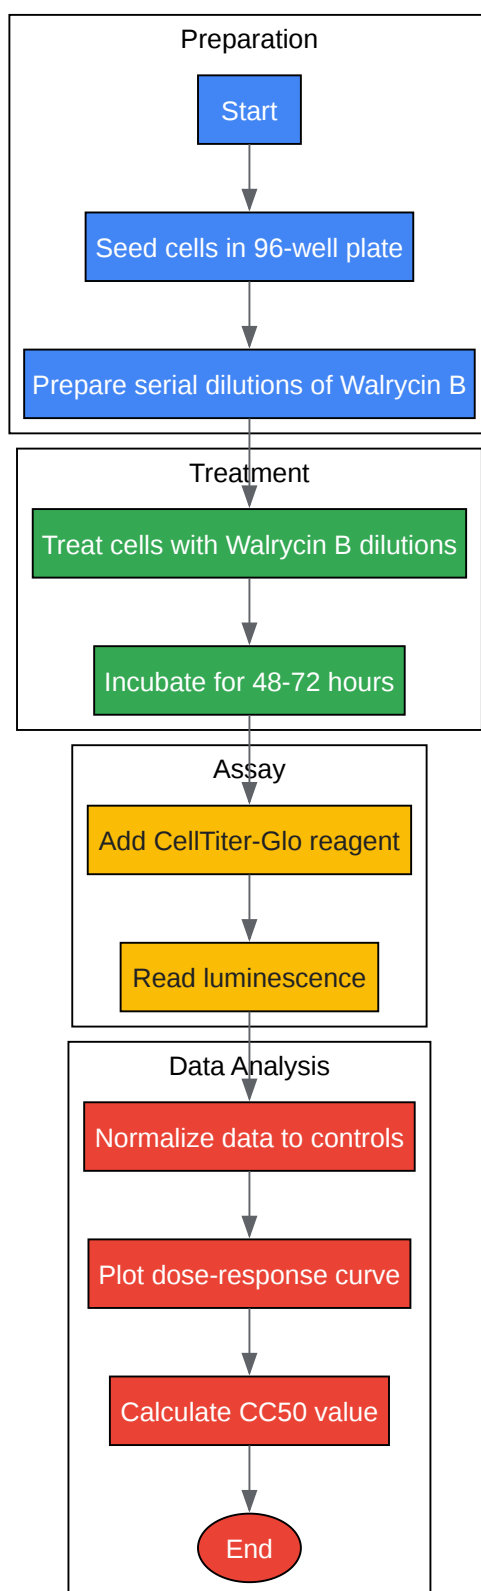 Preparation
Start
Seed cells in 96-well plate
Prepare serial dilutions of Walrycin B
Treatment
Treat cells with Walrycin B dilutions
Incubate for 48-72 hours
Assay
Add CellTiter-Glo reagent
Read luminescence
Data Analysis
Normalize data to controls
Plot dose-response curve
Calculate CC50 value
End